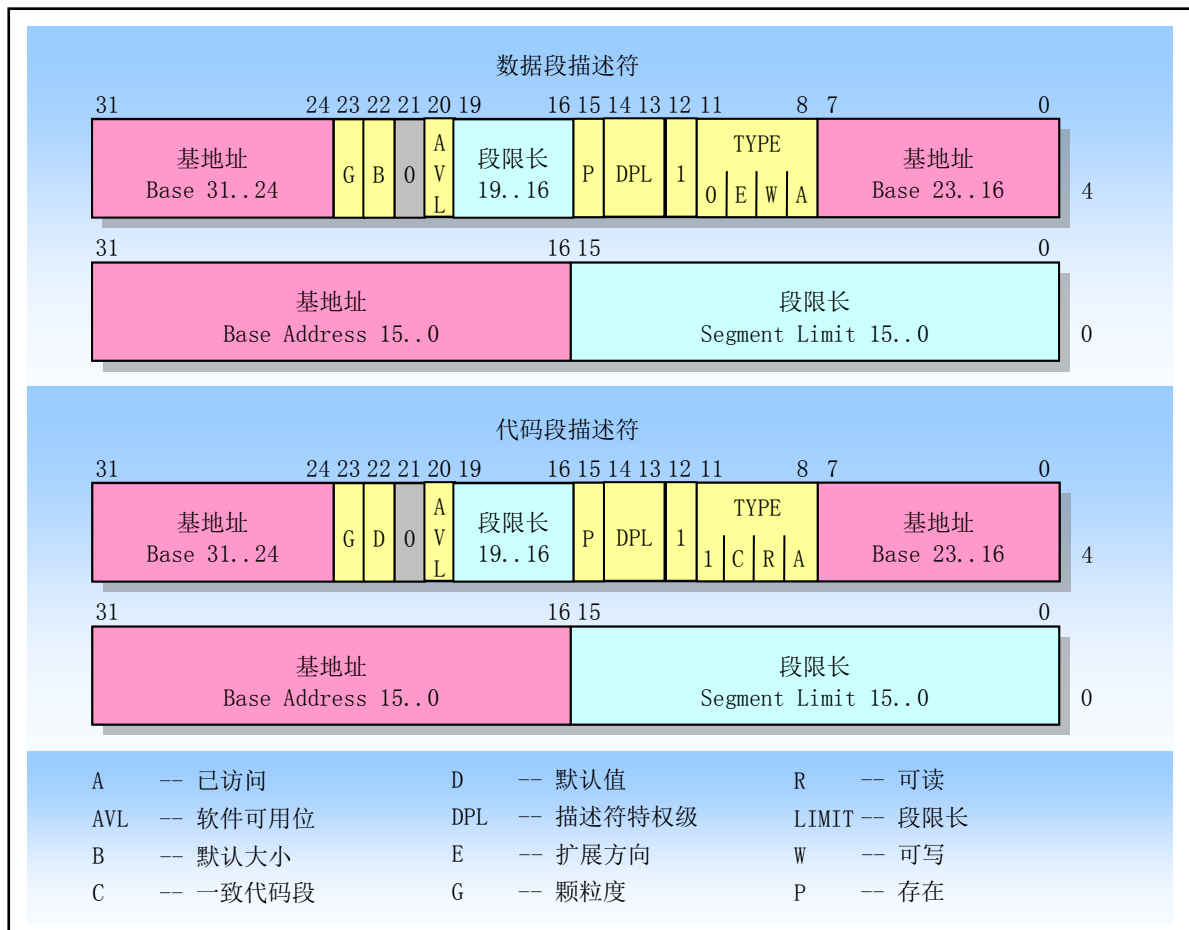 数据段描述符
31 24 23 22 21 20 19 16 15 14 13 12 11 8 7 0
基地址 Base 31..24 G B 0 AVL 段限长 19..16 P DPL 1 TYPE 0 E W A 基地址 Base 23..16 4
31 16 15 0
基地址 段限长
Base Address 15..0 Segment Limit 15..0 0
代码段描述符
31 24 23 22 21 20 19 16 15 14 13 12 11 8 7 0
基地址 Base 31..24 G D 0 AVL 段限长 19..16 P DPL 1 TYPE 1 C R A 基地址 Base 23..16 4
31 16 15 0
基地址 段限长
Base Address 15..0 Segment Limit 15..0 0
A -- 已访问 D -- 默认值 R -- 可读
AVL -- 软件可用位 DPL -- 描述符特权级 LIMIT -- 段限长
B -- 默认大小 E -- 扩展方向 W -- 可写
C -- 一致代码段 G -- 颗粒度 P -- 存在